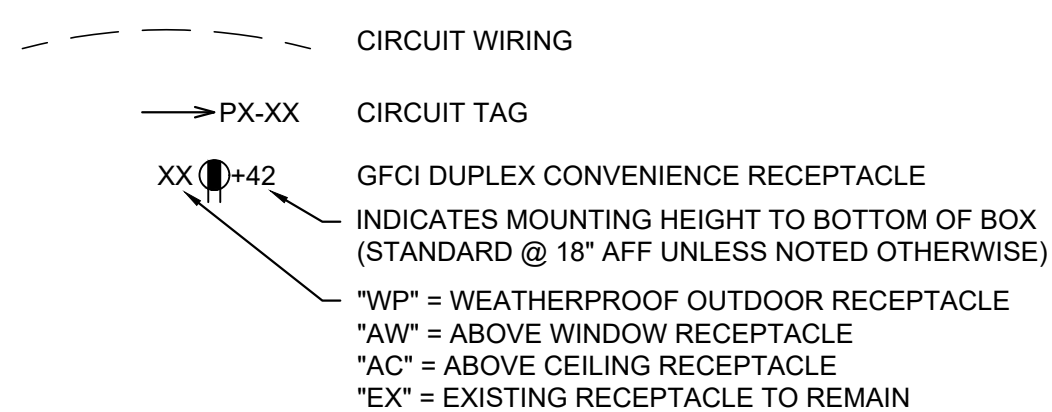 CIRCUIT WIRING
PX-XX CIRCUIT TAG
XX +42 GFCI DUPLEX CONVENIENCE RECEPTACLE
INDICATES MOUNTING HEIGHT TO BOTTOM OF BOX
(STANDARD @ 18" AFF UNLESS NOTED OTHERWISE)
"WP" = WEATHERPROOF OUTDOOR RECEPTACLE
"AW" = ABOVE WINDOW RECEPTACLE
"AC" = ABOVE CEILING RECEPTACLE
"EX" = EXISTING RECEPTACLE TO REMAIN